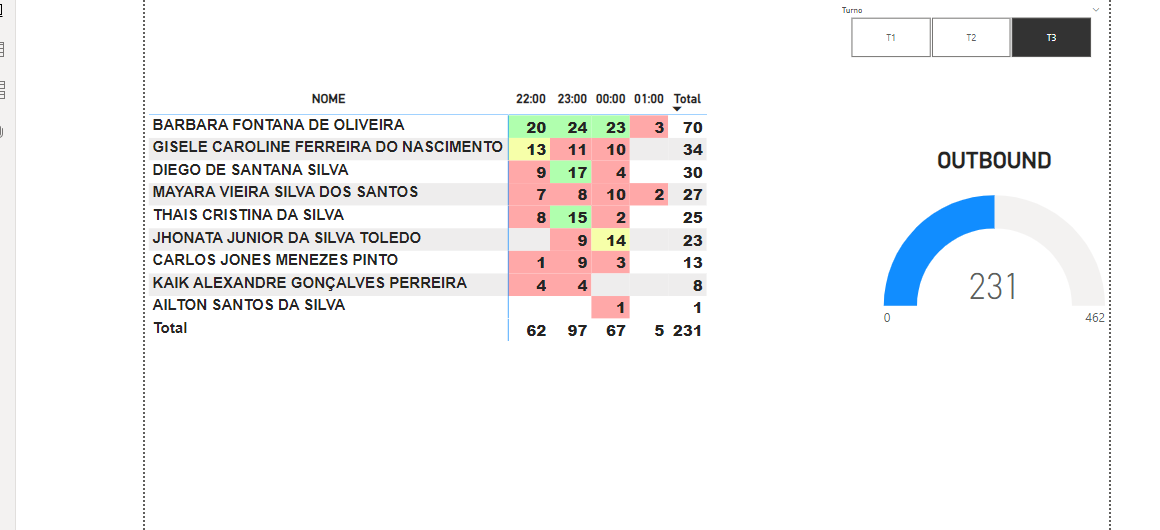 Turno
T1 T2 T3
NOME 22:00 23:00 00:00 01:00 Total
BARBARA FONTANA DE OLIVEIRA 20 24 23 3 70
GISELE CAROLINE FERREIRA DO NASCIMENTO 13 11 10 34
DIEGO DE SANTANA SILVA 9 17 4 30
MAYARA VIEIRA SILVA DOS SANTOS 7 8 10 2 27
THAIS CRISTINA DA SILVA 8 15 2 25
JHONATA JUNIOR DA SILVA TOLEDO 9 14 23
CARLOS JONES MENEZES PINTO 1 9 3 13
KAIK ALEXANDRE GONÇALVES PERREIRA 4 4 8
AILTON SANTOS DA SILVA 1 1
Total 62 97 67 5 231
OUTBOUND
231
0 462